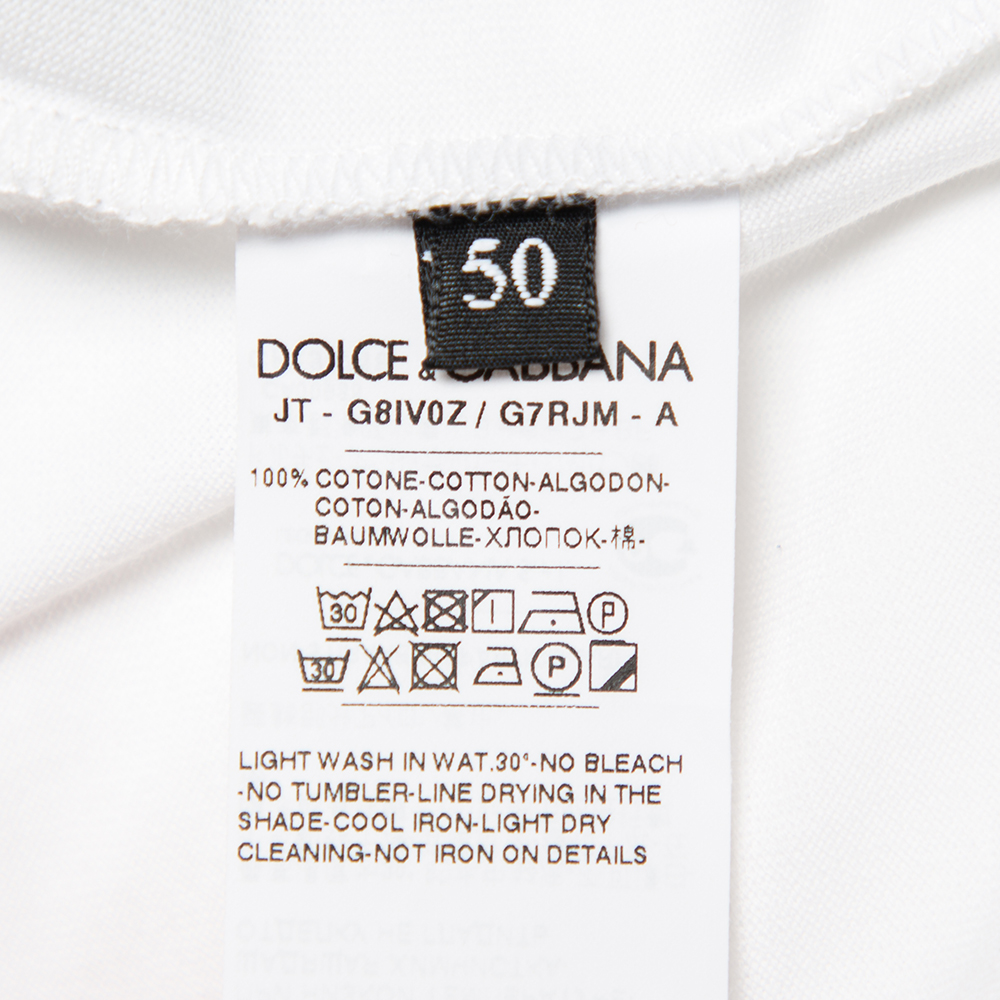 50
DOLCE & GABBANA
JT - G8IV0Z / G7RJM - A
100% COTONE-COTTON-ALGODON-
COTON-ALGODÃO-
BAUMWOLLE-ХЛОПОК-棉-
30 P
30 P
LIGHT WASH IN WAT.30°-NO BLEACH
-NO TUMBLER-LINE DRYING IN THE
SHADE-COOL IRON-LIGHT DRY
CLEANING-NOT IRON ON DETAILS